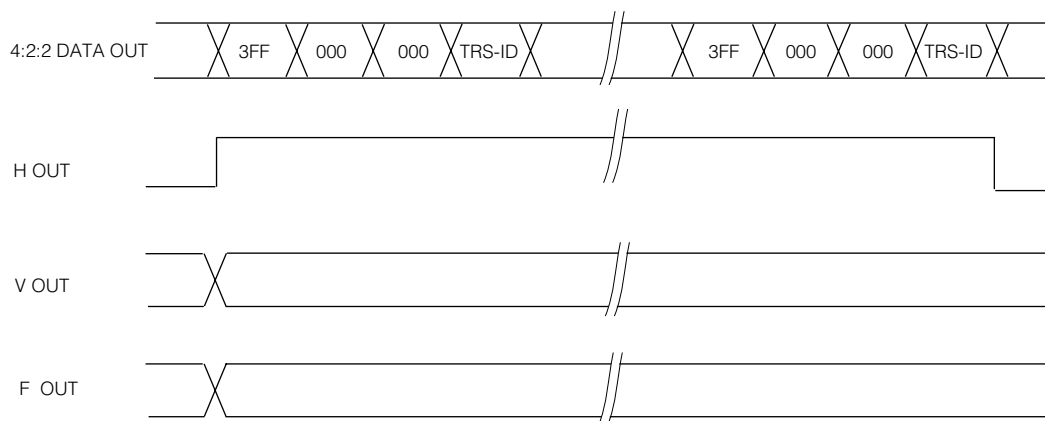 4:2:2 DATA OUT 3FF 000 000 TRS-ID 3FF 000 000 TRS-ID
H OUT
V OUT
F OUT